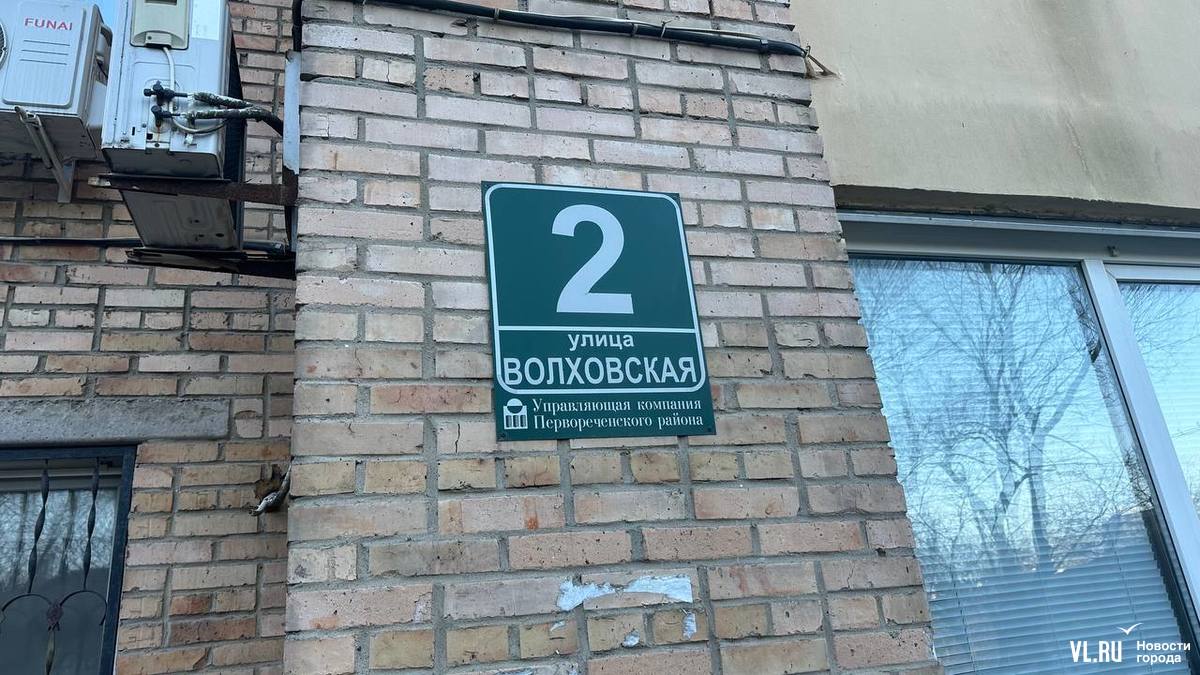 FUNAI
2
улица
ВОЛХОВСКАЯ
Управляющая компания
Первореченского района
VL.RU Новости
города